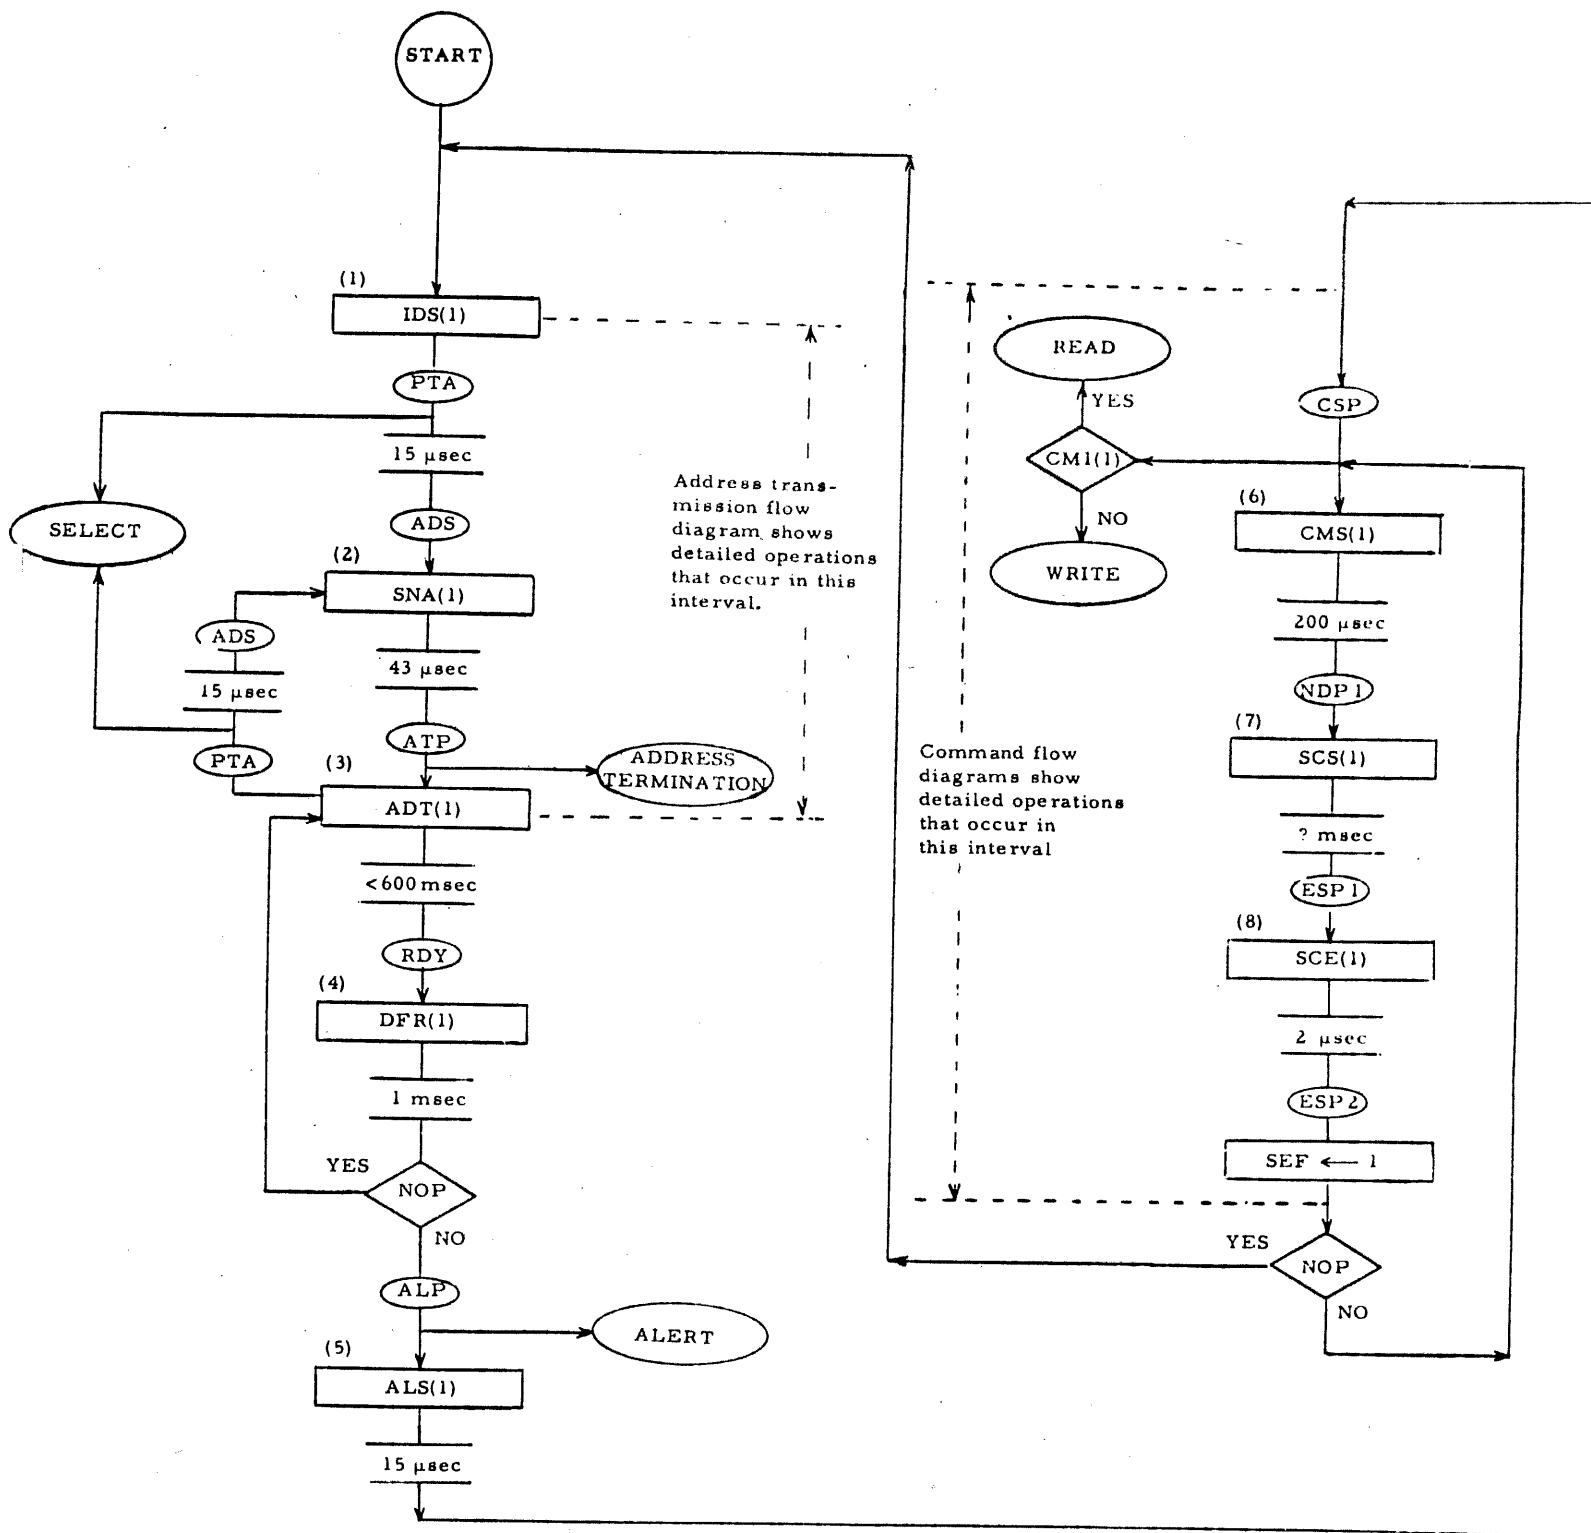 START
(1)
IDS(1)
PTA
15 μsec
ADS
SELECT
(2)
SNA(1)
ADS
15 μsec
PTA
43 μsec
ATP
ADDRESS
TERMINATION
(3)
ADT(1)
<600 msec
RDY
(4)
DFR(1)
1 msec
YES
NOP
NO
ALP
ALERT
(5)
ALS(1)
15 μsec
Address trans-
mission flow
diagram shows
detailed operations
that occur in this
interval.
READ
YES
CM1(1)
NO
WRITE
CSP
(6)
CMS(1)
200 μsec
NDP 1
(7)
SCS(1)
? msec
ESP 1
(8)
SCE(1)
2 μsec
ESP 2
SEF ← 1
YES
NOP
NO
Command flow
diagrams show
detailed operations
that occur in
this interval